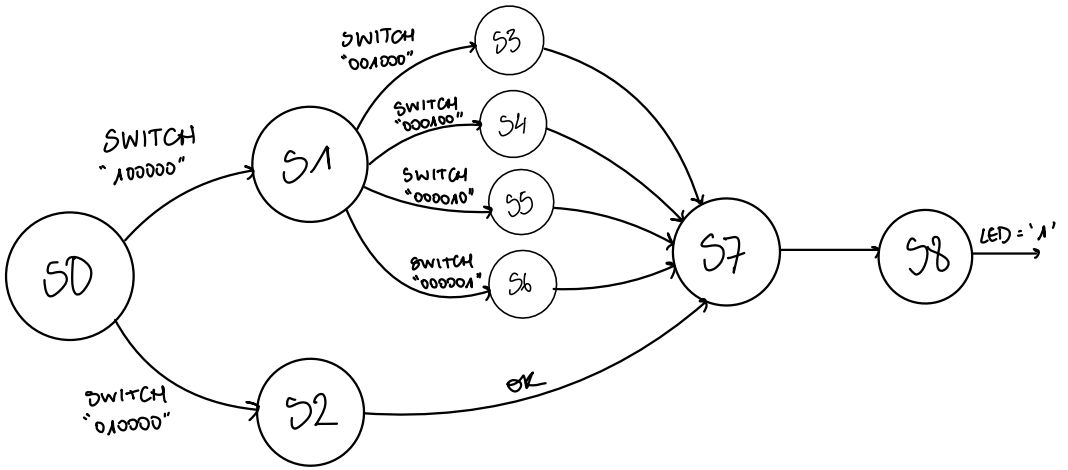 SWITCH
"001000"
S3
SWITCH
"000100"
S4
SWITCH
"100000"
S1
SWITCH
"000010"
S5
S0
SWITCH
"000001"
S6
S7
S8
LED = '1'
SWITCH
"010000"
S2
OK